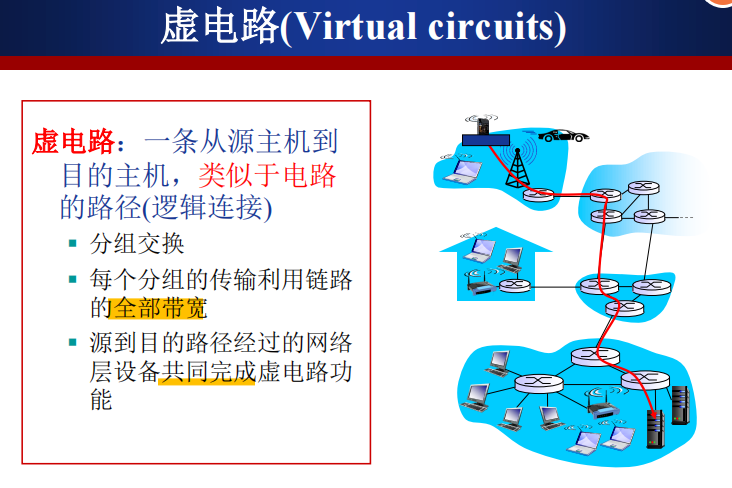 虚电路(Virtual circuits)
虚电路：一条从源主机到
目的主机，类似于电路
的路径(逻辑连接)
▪ 分组交换
▪ 每个分组的传输利用链路
的全部带宽
▪ 源到目的路径经过的网络
层设备共同完成虚电路功
能